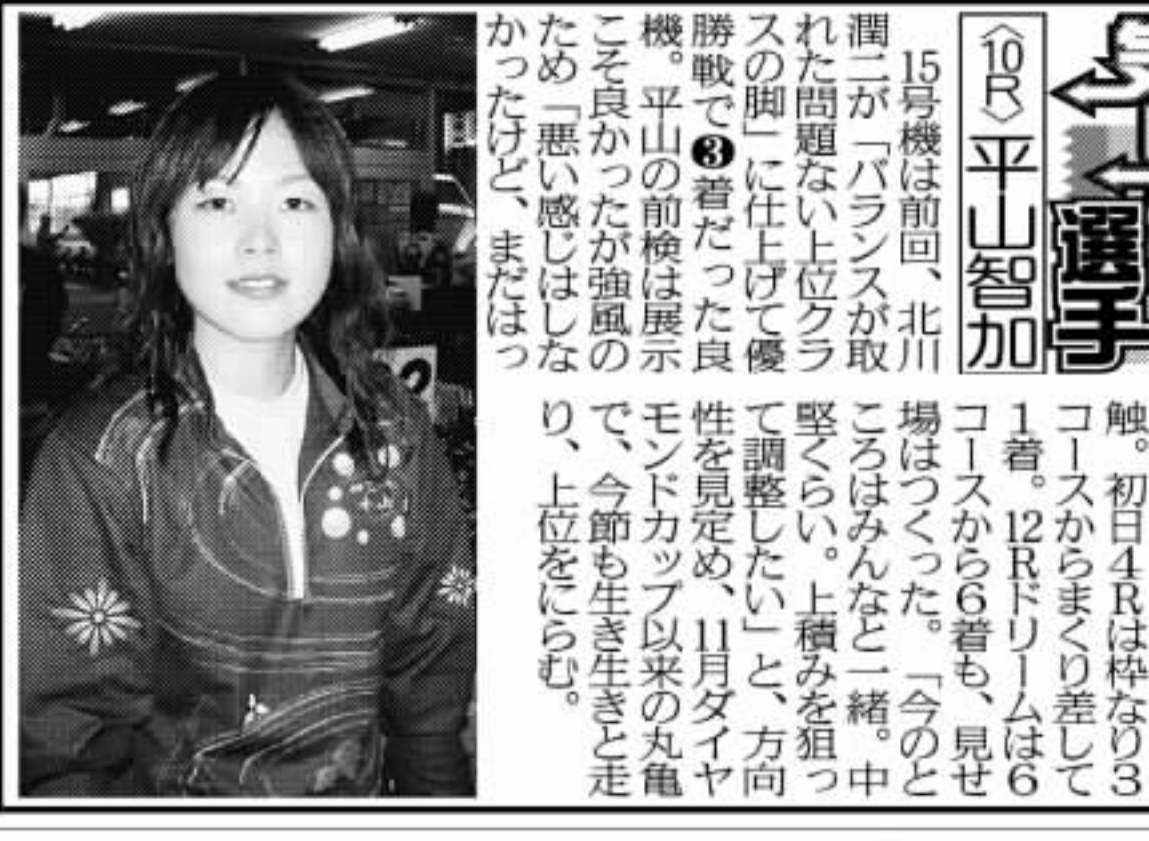 選手
〈10R〉平山智加
15号機は前回、北川
潤二が「バランスが取
れた問題ない上位クラ
スの脚」に仕上げて優
勝戦で❸着だった良
機。平山の前検は展示
こそ良かったが強風の
ため「悪い感じはしな
かったけど、まだはっ
触。初日4Rは枠なり3
コースからまくり差して
1着。12Rドリームは6
コースから6着も、見せ
場はつくった。「今のと
ころはみんなと一緒。中
堅くらい。上積みを狙っ
て調整したい」と、方向
性を見定め、11月ダイヤ
モンドカップ以来の丸亀
で、今節も生き生きと走
り、上位をにらむ。
2